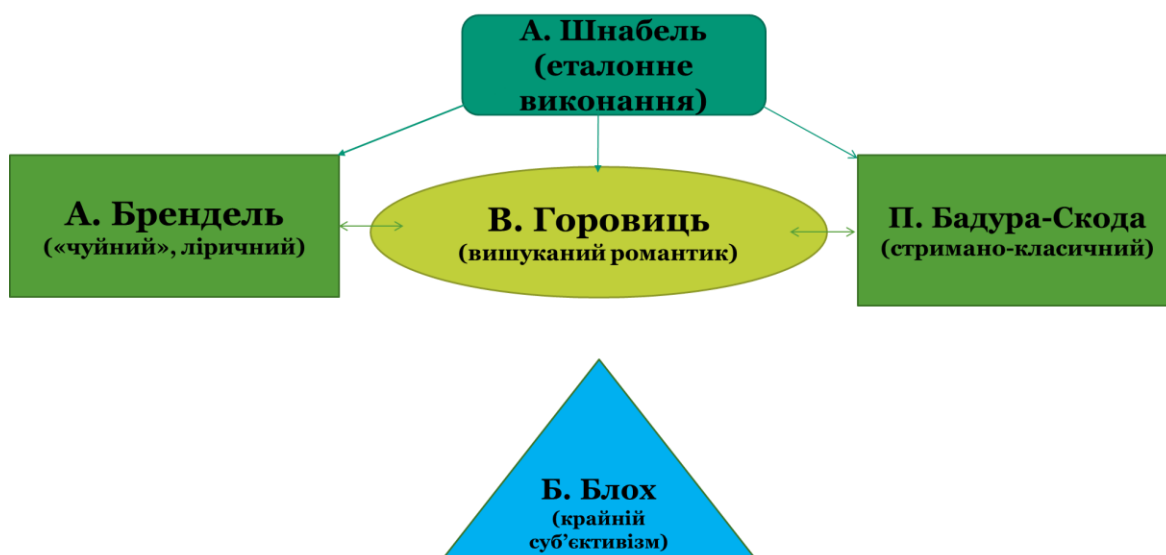 А. Шнабель
(еталонне
виконання)
А. Брендель
(«чуйний», ліричний)
В. Горовиць
(вишуканий романтик)
П. Бадура-Скода
(стримано-класичний)
Б. Блох
(крайній
суб’єктивізм)